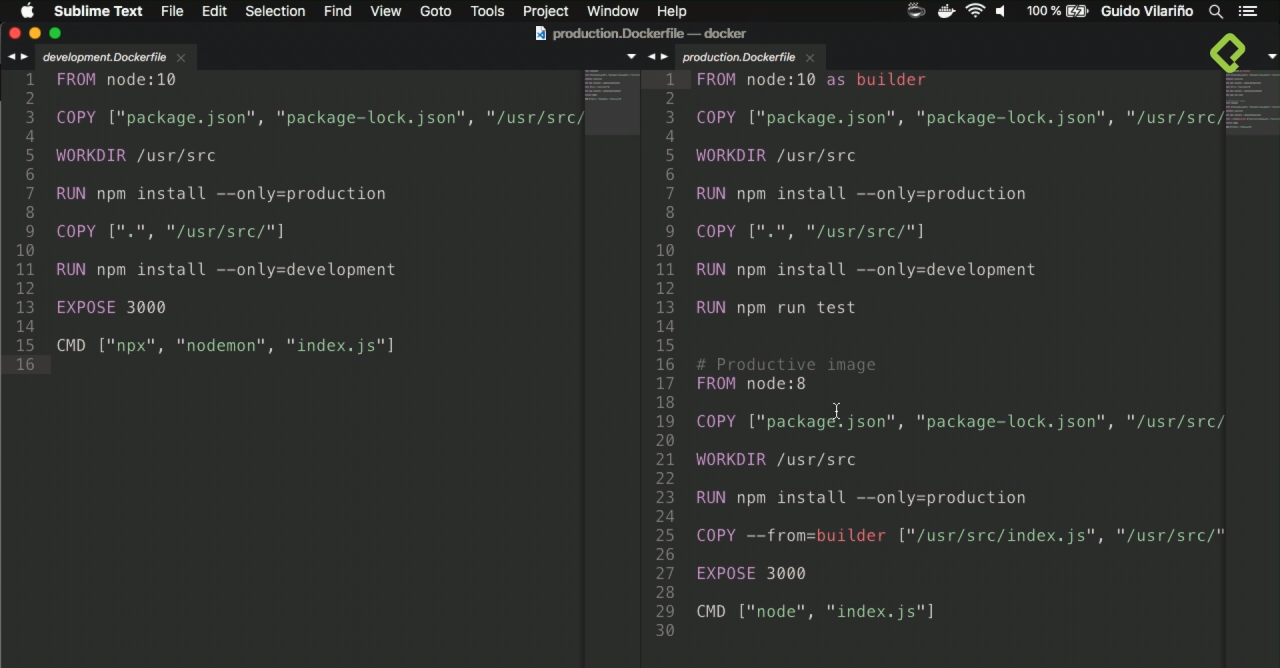 Sublime Text File Edit Selection Find View Goto Tools Project Window Help 100 % Guido Vilariño
production.Dockerfile — docker
development.Dockerfile
1 FROM node:10
2
3 COPY ["package.json", "package-lock.json", "/usr/src/
4
5 WORKDIR /usr/src
6
7 RUN npm install --only=production
8
9 COPY [".", "/usr/src/"]
10
11 RUN npm install --only=development
12
13 EXPOSE 3000
14
15 CMD ["npx", "nodemon", "index.js"]
16
production.Dockerfile
1 FROM node:10 as builder
2
3 COPY ["package.json", "package-lock.json", "/usr/src/
4
5 WORKDIR /usr/src
6
7 RUN npm install --only=production
8
9 COPY [".", "/usr/src/"]
10
11 RUN npm install --only=development
12
13 RUN npm run test
14
15
16 # Productive image
17 FROM node:8
18
19 COPY ["package.json", "package-lock.json", "/usr/src/
20
21 WORKDIR /usr/src
22
23 RUN npm install --only=production
24
25 COPY --from=builder ["/usr/src/index.js", "/usr/src/"
26
27 EXPOSE 3000
28
29 CMD ["node", "index.js"]
30